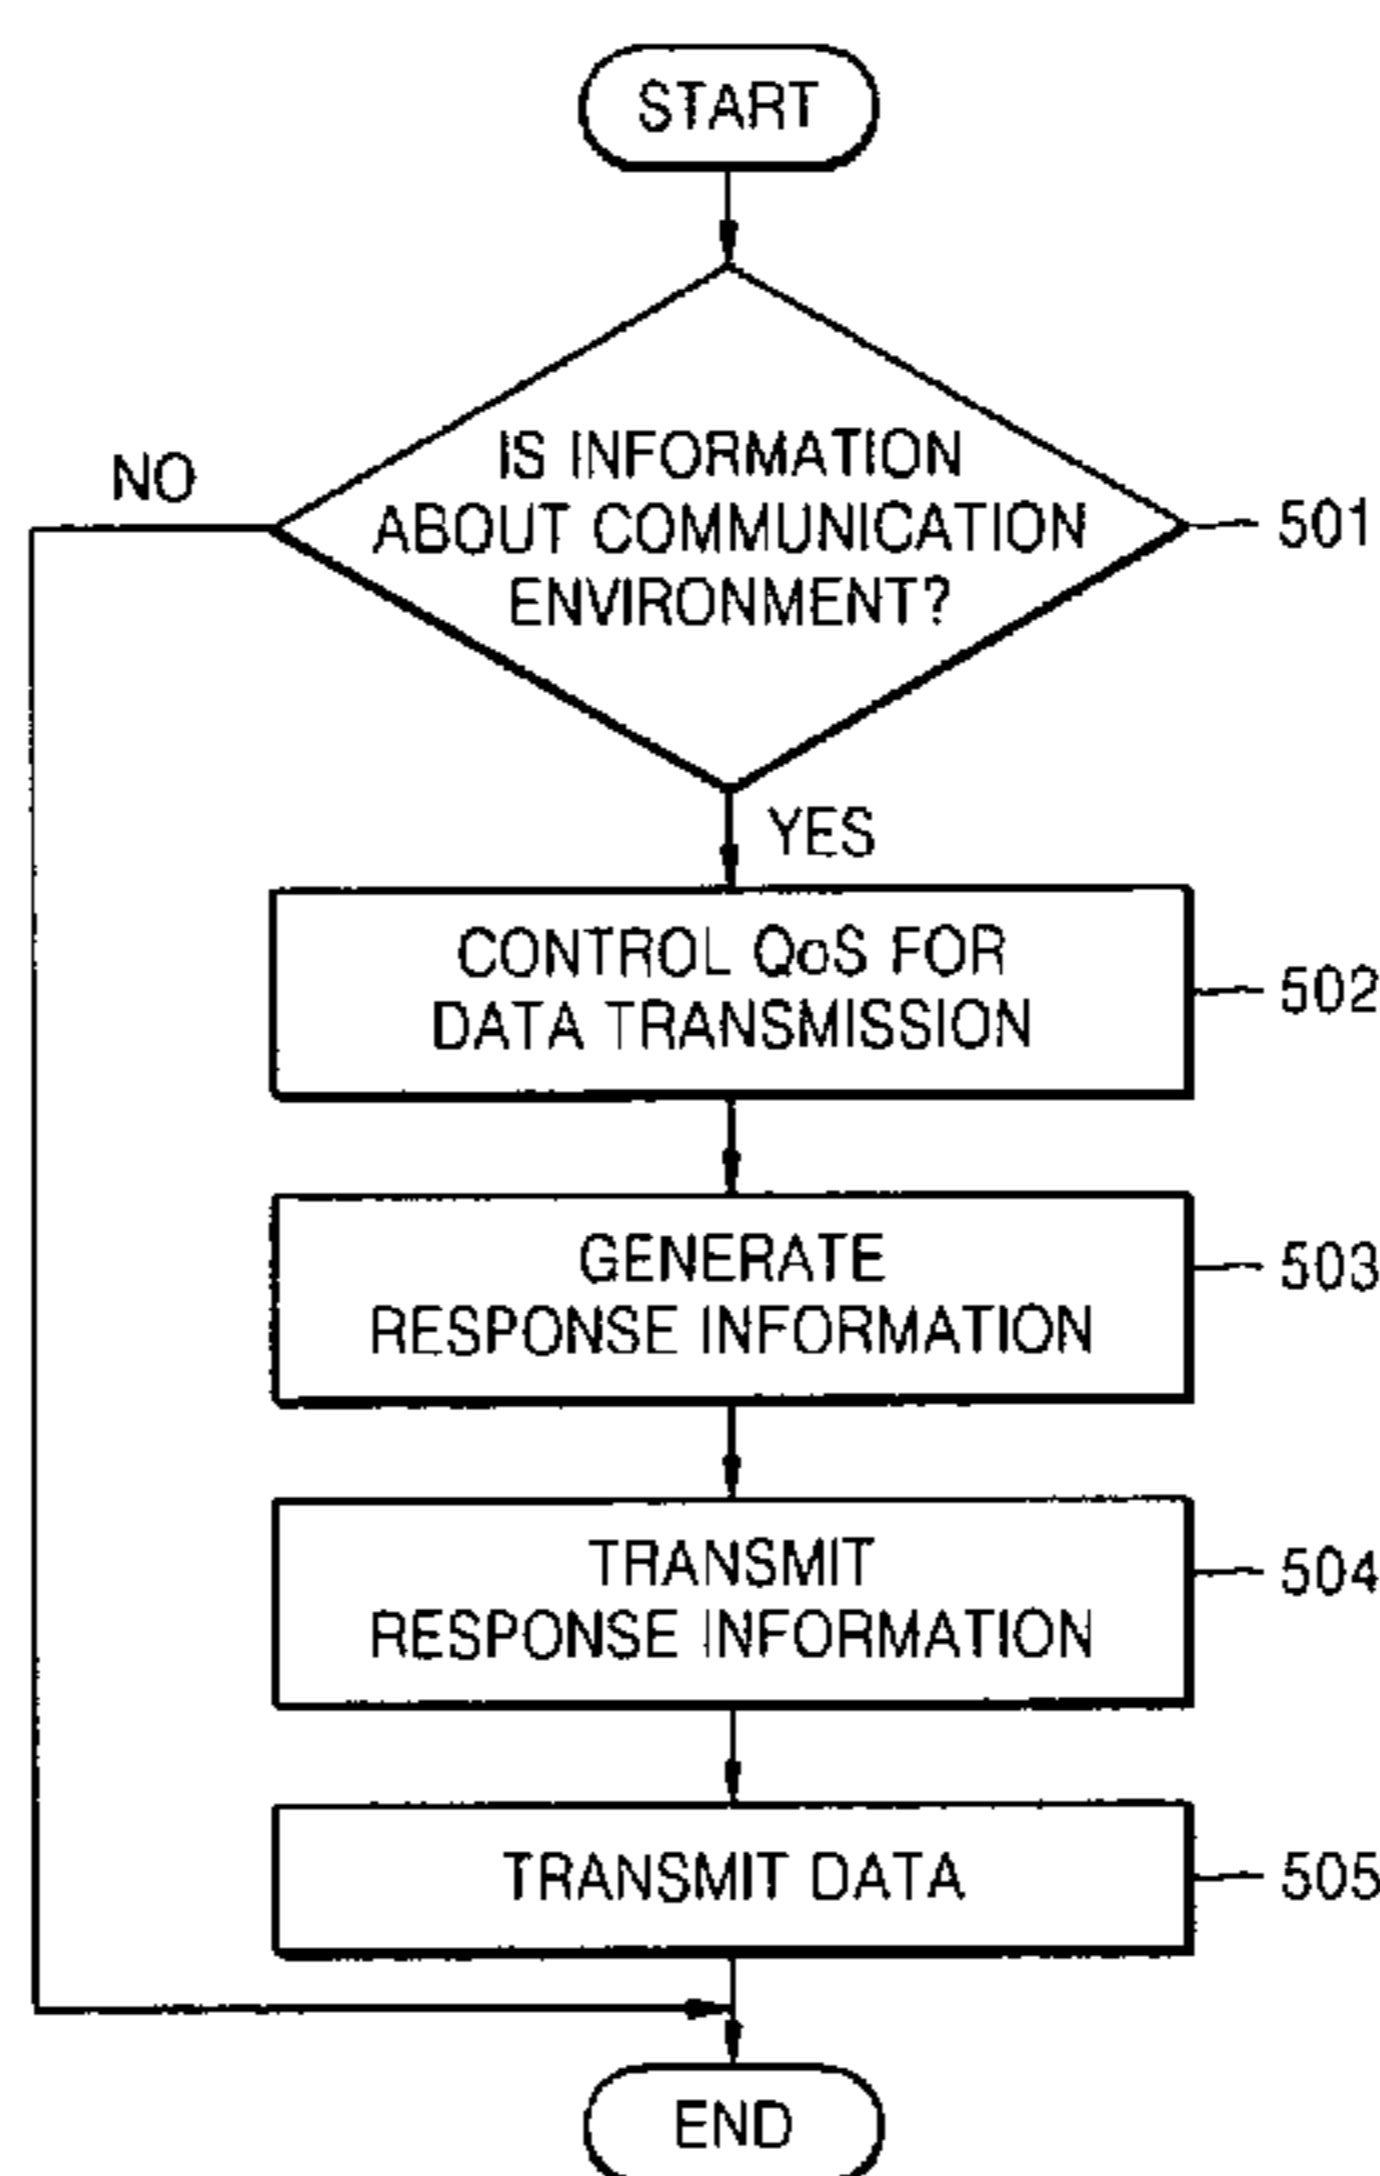 START
IS INFORMATION
ABOUT COMMUNICATION
ENVIRONMENT?
501
NO
YES
CONTROL QoS FOR
DATA TRANSMISSION
502
GENERATE
RESPONSE INFORMATION
503
TRANSMIT
RESPONSE INFORMATION
504
TRANSMIT DATA
505
END